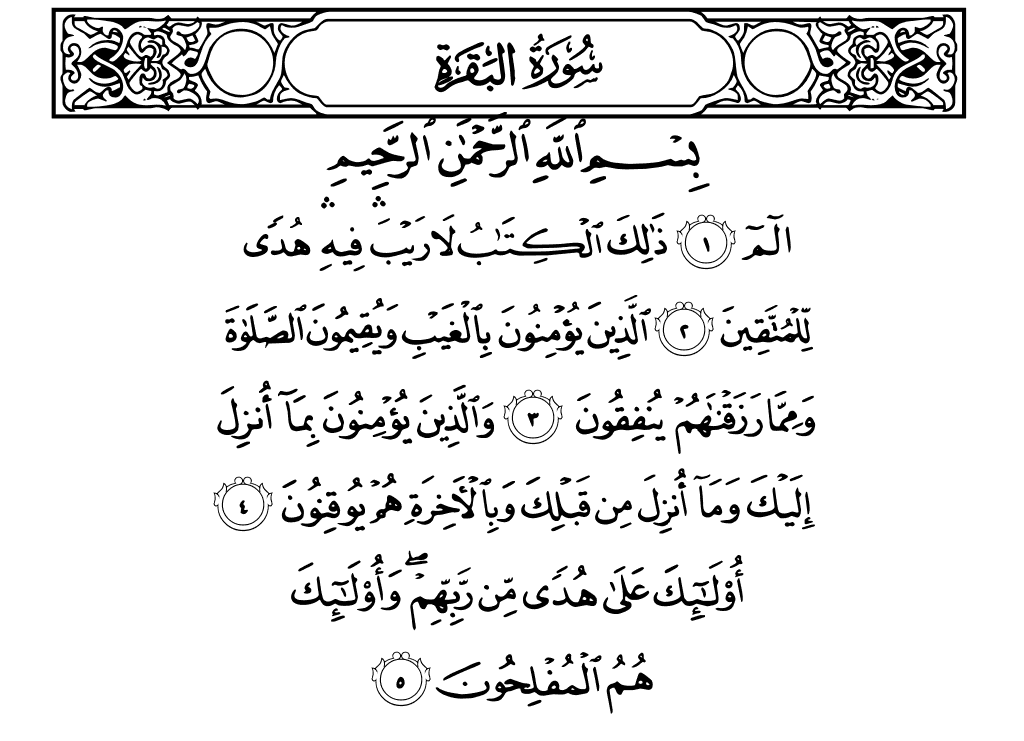 سُورَةُ البَقَرَةِ
بِسْمِ ٱللَّهِ ٱلرَّحْمَٰنِ ٱلرَّحِيمِ
الٓمٓ ١ ذَٰلِكَ ٱلْكِتَٰبُ لَا رَيْبَ ۛ فِيهِ ۛ هُدًى
لِّلْمُتَّقِينَ ٢ ٱلَّذِينَ يُؤْمِنُونَ بِٱلْغَيْبِ وَيُقِيمُونَ ٱلصَّلَوٰةَ
وَمِمَّا رَزَقْنَٰهُمْ يُنفِقُونَ ٣ وَٱلَّذِينَ يُؤْمِنُونَ بِمَآ أُنزِلَ
إِلَيْكَ وَمَآ أُنزِلَ مِن قَبْلِكَ وَبِٱلْأَخِرَةِ هُمْ يُوقِنُونَ ٤
أُوْلَٰٓئِكَ عَلَىٰ هُدًى مِّن رَّبِّهِمْ ۖ وَأُوْلَٰٓئِكَ
هُمُ ٱلْمُفْلِحُونَ ٥